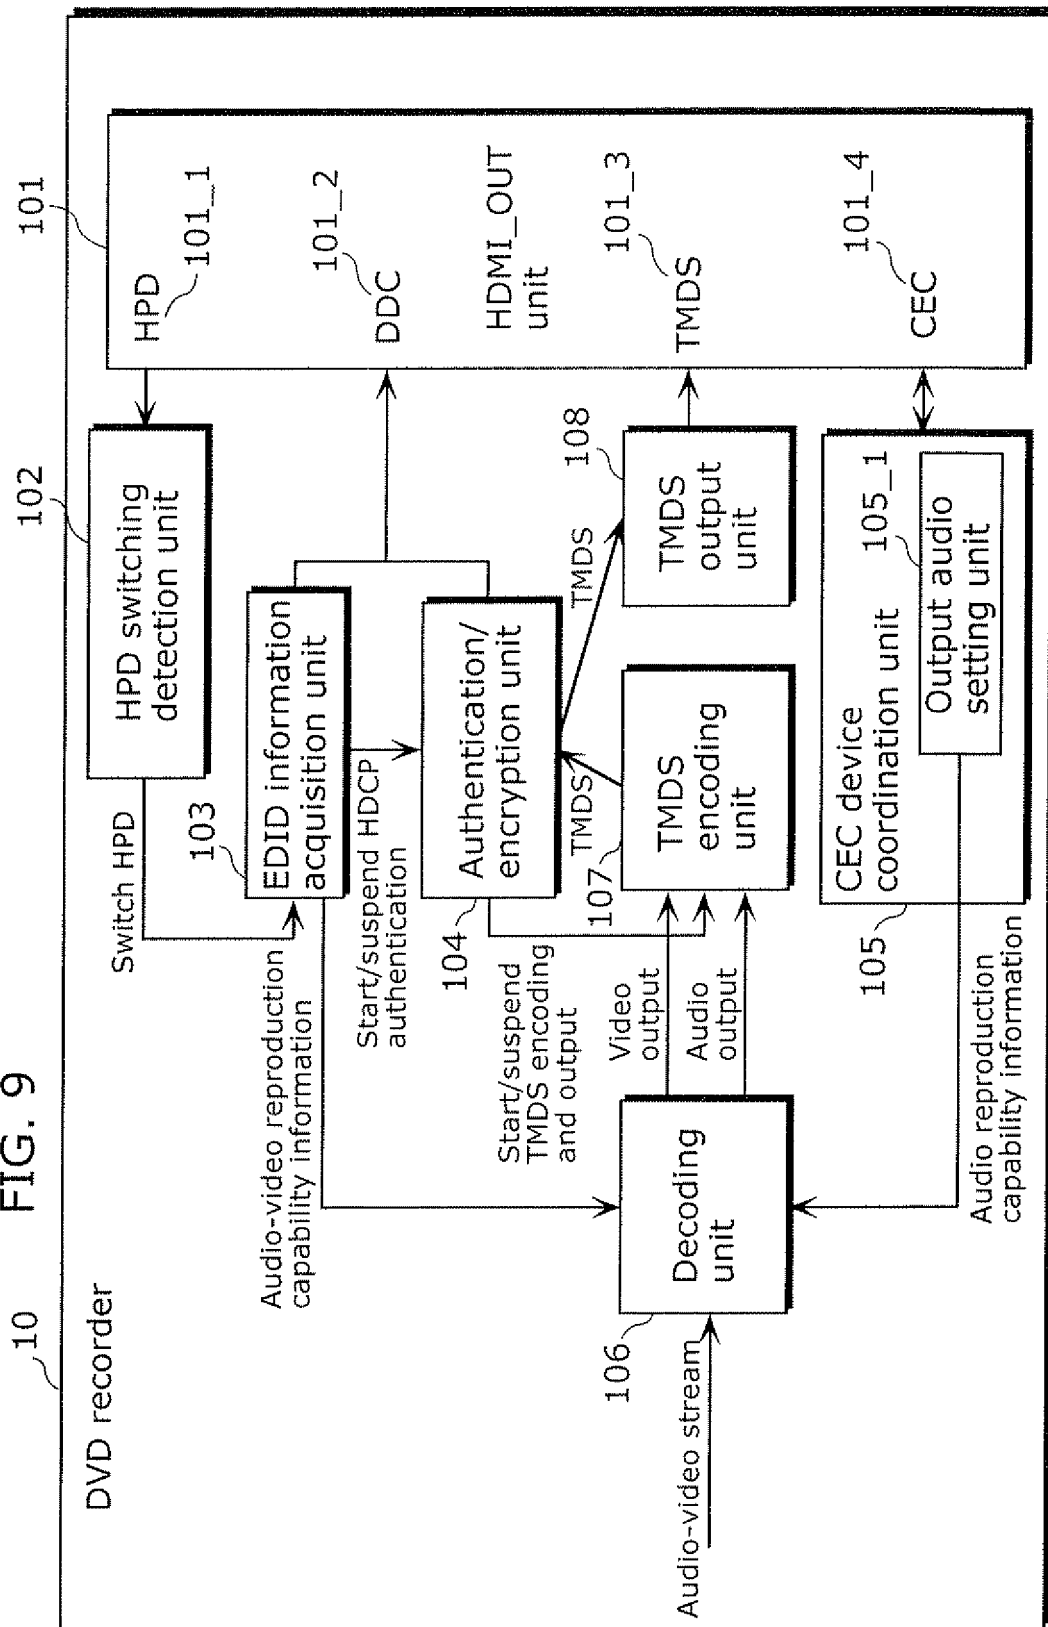 FIG. 9
10
DVD recorder
101
HPD
101_1
DDC
101_2
HDMI_OUT
unit
TMDS
101_3
CEC
101_4
102
HPD switching
detection unit
Switch HPD
103
EDID information
acquisition unit
Audio-video reproduction
capability information
Start/suspend HDCP
authentication
104
Authentication/
encryption unit
Start/suspend
TMDS encoding
and output
TMDS
TMDS
107
TMDS
encoding
unit
108
TMDS
output
unit
Video
output
Audio
output
106
Decoding
unit
Audio-video stream
105
CEC device
coordination unit
105_1
Output audio
setting unit
Audio reproduction
capability information